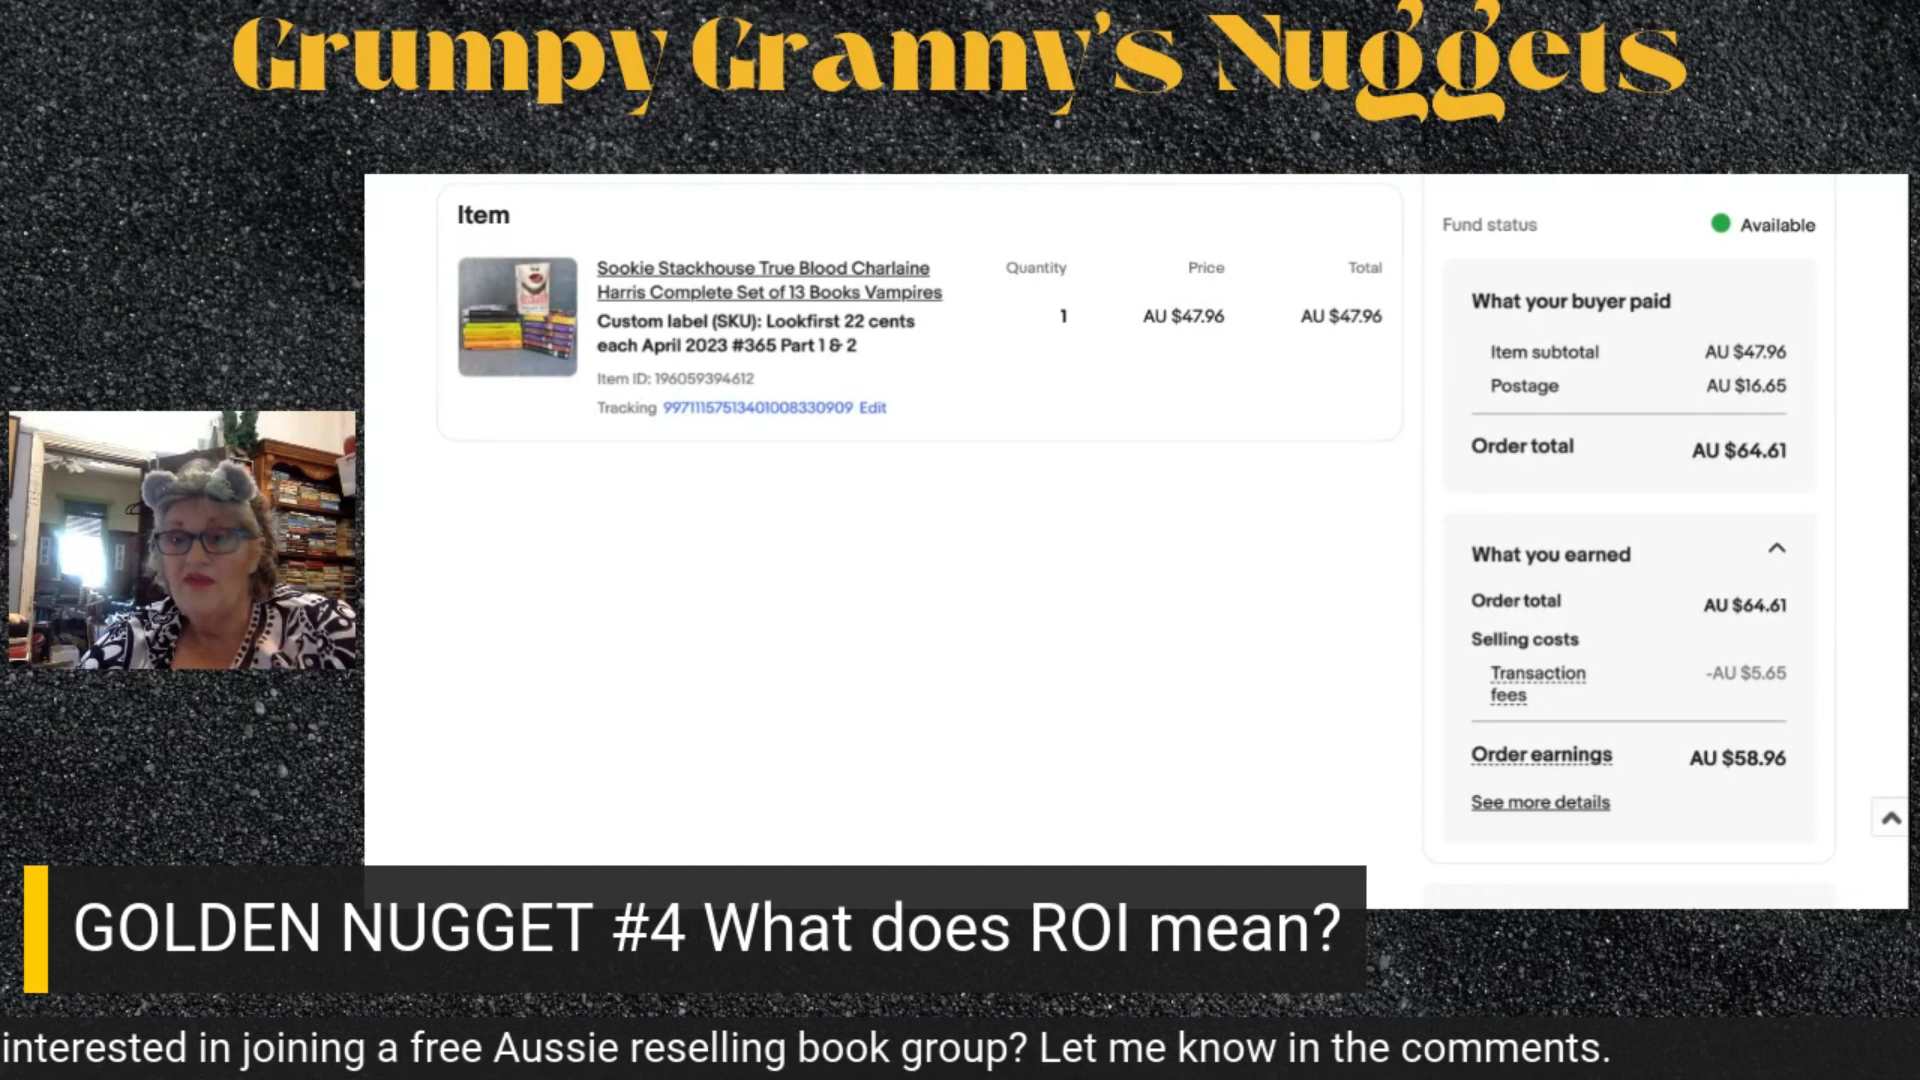 Grumpy Granny's Nuggets
Item
Sookie Stackhouse True Blood Charlaine
Harris Complete Set of 13 Books Vampires
Custom label (SKU): Lookfirst 22 cents
each April 2023 #365 Part 1 & 2
Item ID: 196059394612
Tracking 99711157513401008330909 Edit
Quantity
1
Price
AU $47.96
Total
AU $47.96
Fund status
Available
What your buyer paid
Item subtotal AU $47.96
Postage AU $16.65
Order total AU $64.61
What you earned
Order total AU $64.61
Selling costs
Transaction
fees
-AU $5.65
Order earnings AU $58.96
See more details
GOLDEN NUGGET #4 What does ROI mean?
interested in joining a free Aussie reselling book group? Let me know in the comments.